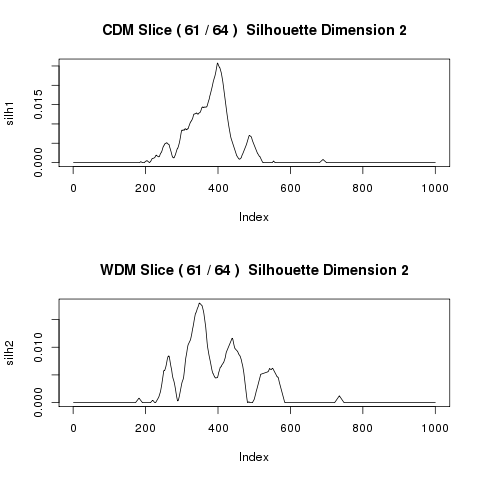 CDM Slice ( 61 / 64 )  Silhouette Dimension 2
silh1
0.015
0.000
0 200 400 600 800 1000
Index
WDM Slice ( 61 / 64 )  Silhouette Dimension 2
silh2
0.010
0.000
0 200 400 600 800 1000
Index